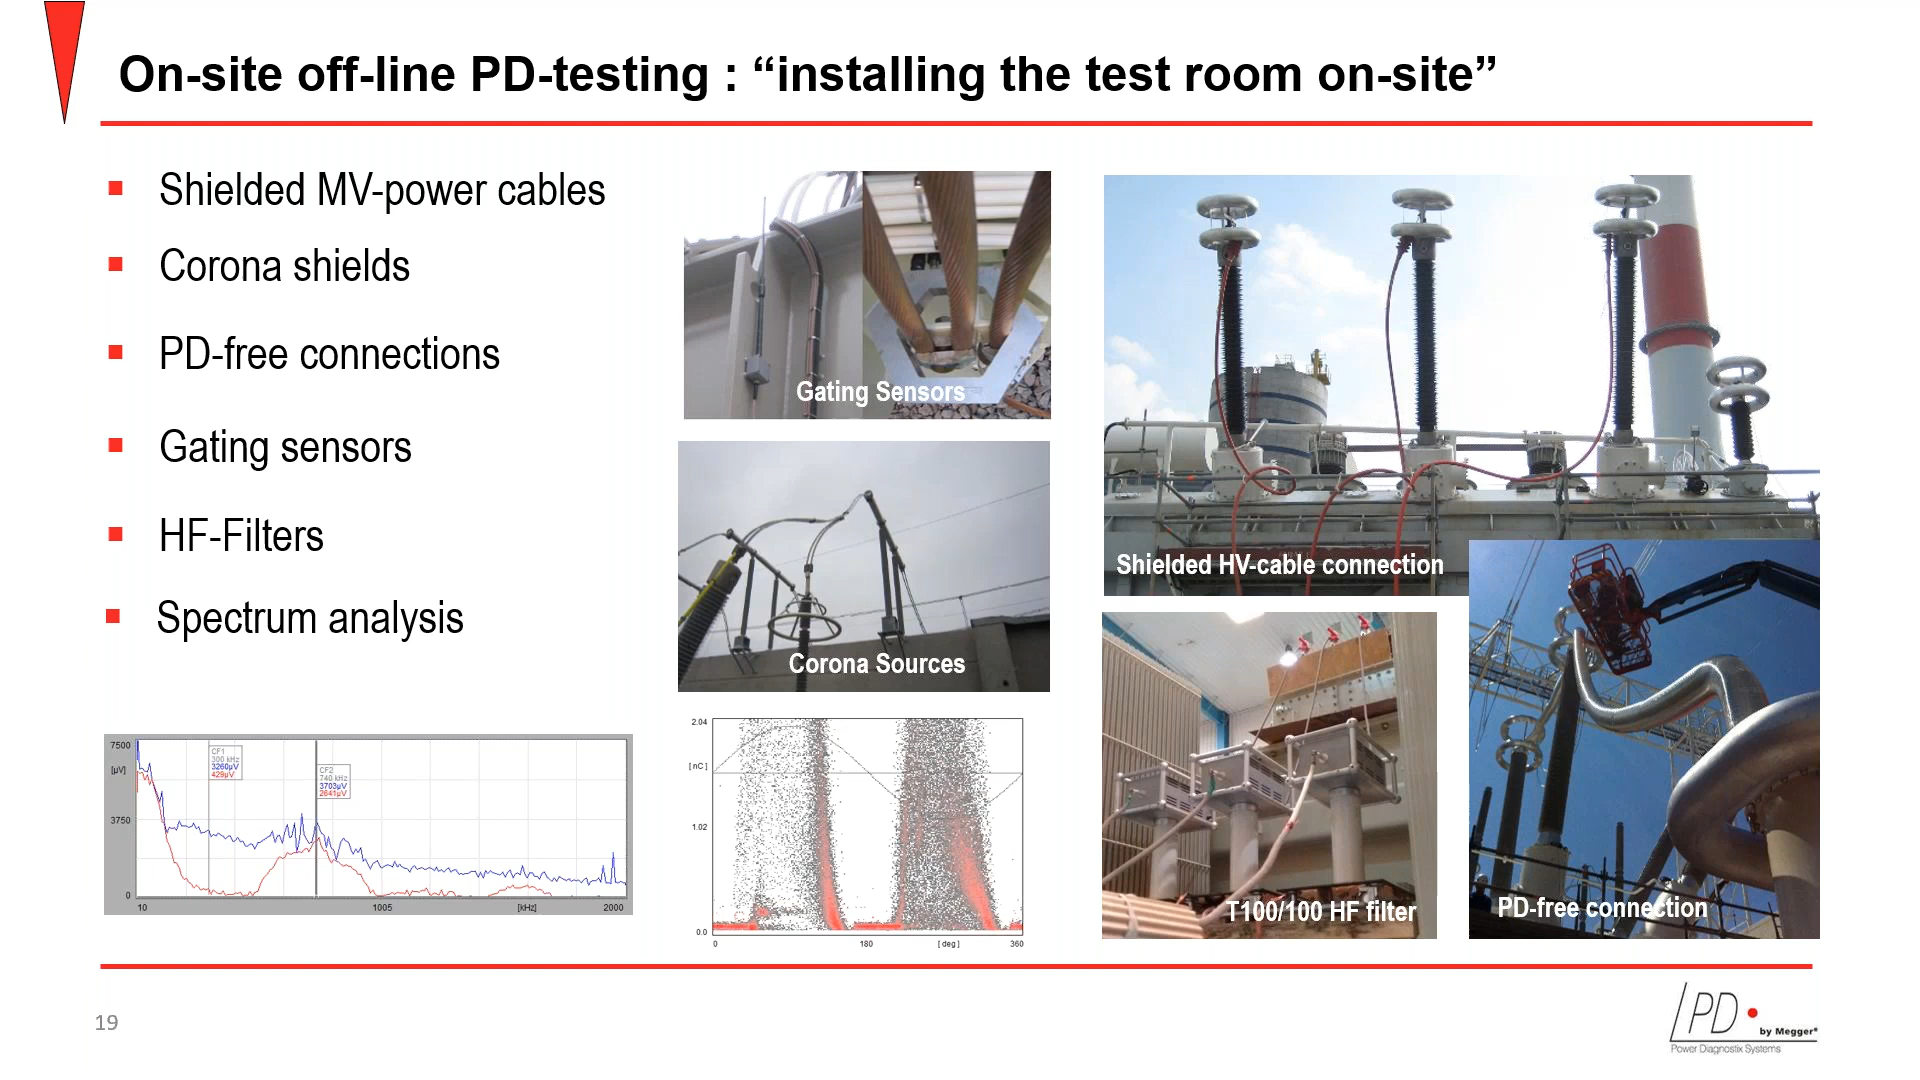 On-site off-line PD-testing : “installing the test room on-site”
Shielded MV-power cables
Corona shields
PD-free connections
Gating sensors
HF-Filters
Spectrum analysis
7500
[µV]
3750
0
10
1005
[kHz]
2000
CF1
300 kHz
3260µV
429µV
CF2
740 kHz
3703µV
2641µV
Gating Sensors
Corona Sources
2.04
[ nC ]
1.02
0.0
0
180
[ deg ]
360
Shielded HV-cable connection
T100/100 HF filter
PD-free connection
19
PD
by Megger®
Power Diagnostix Systems